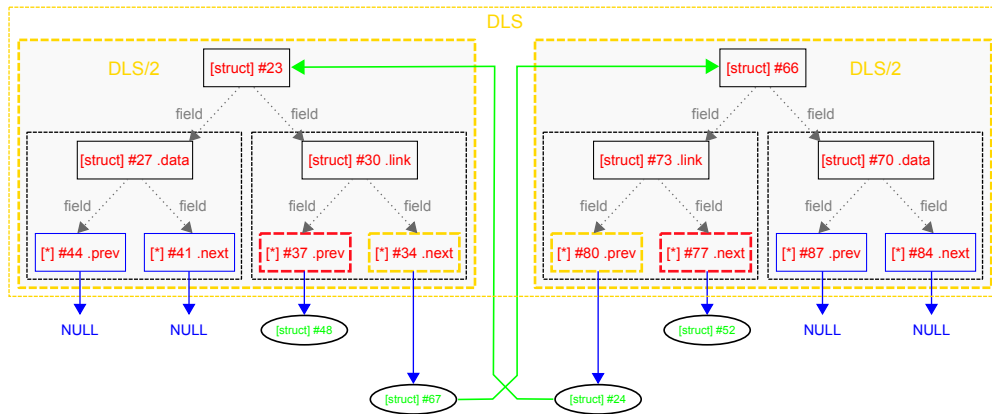 DLS
DLS/2
[struct] #23
[struct] #66
DLS/2
field
field
field
field
[struct] #27 .data
[struct] #30 .link
[struct] #73 .link
[struct] #70 .data
field
field
field
field
field
field
field
field
[*] #44 .prev
[*] #41 .next
[*] #37 .prev
[*] #34 .next
[*] #80 .prev
[*] #77 .next
[*] #87 .prev
[*] #84 .next
NULL
NULL
[struct] #48
[struct] #52
NULL
NULL
[struct] #67
[struct] #24